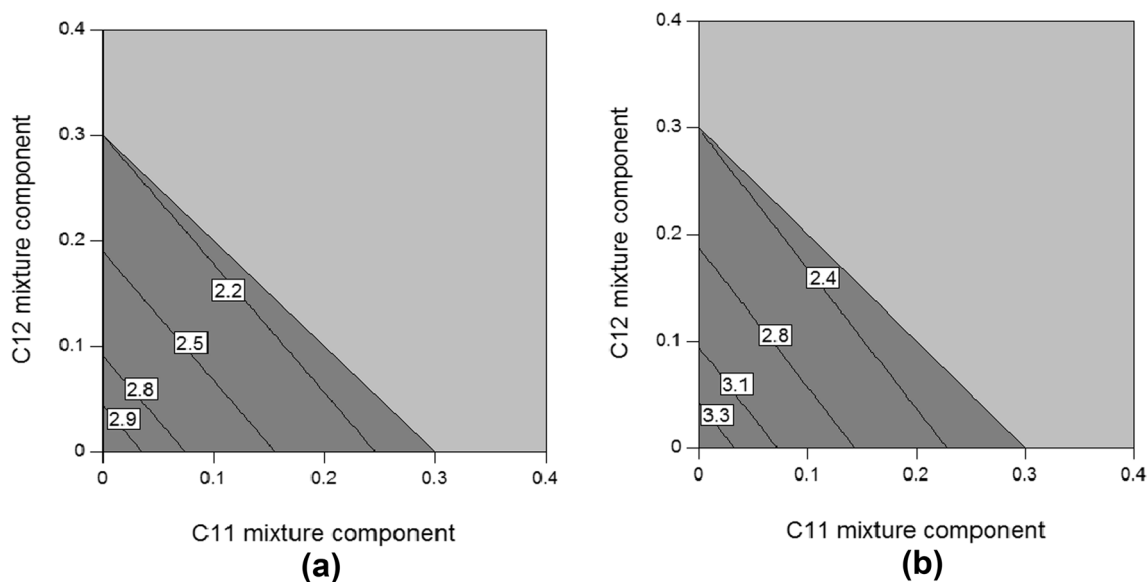 0.4
0.3
0.2
0.1
0
C12 mixture component
2.2
2.5
2.8
2.9
0 0.1 0.2 0.3 0.4
C11 mixture component
(a)
0.4
0.3
0.2
0.1
0
C12 mixture component
2.4
2.8
3.1
3.3
0 0.1 0.2 0.3 0.4
C11 mixture component
(b)